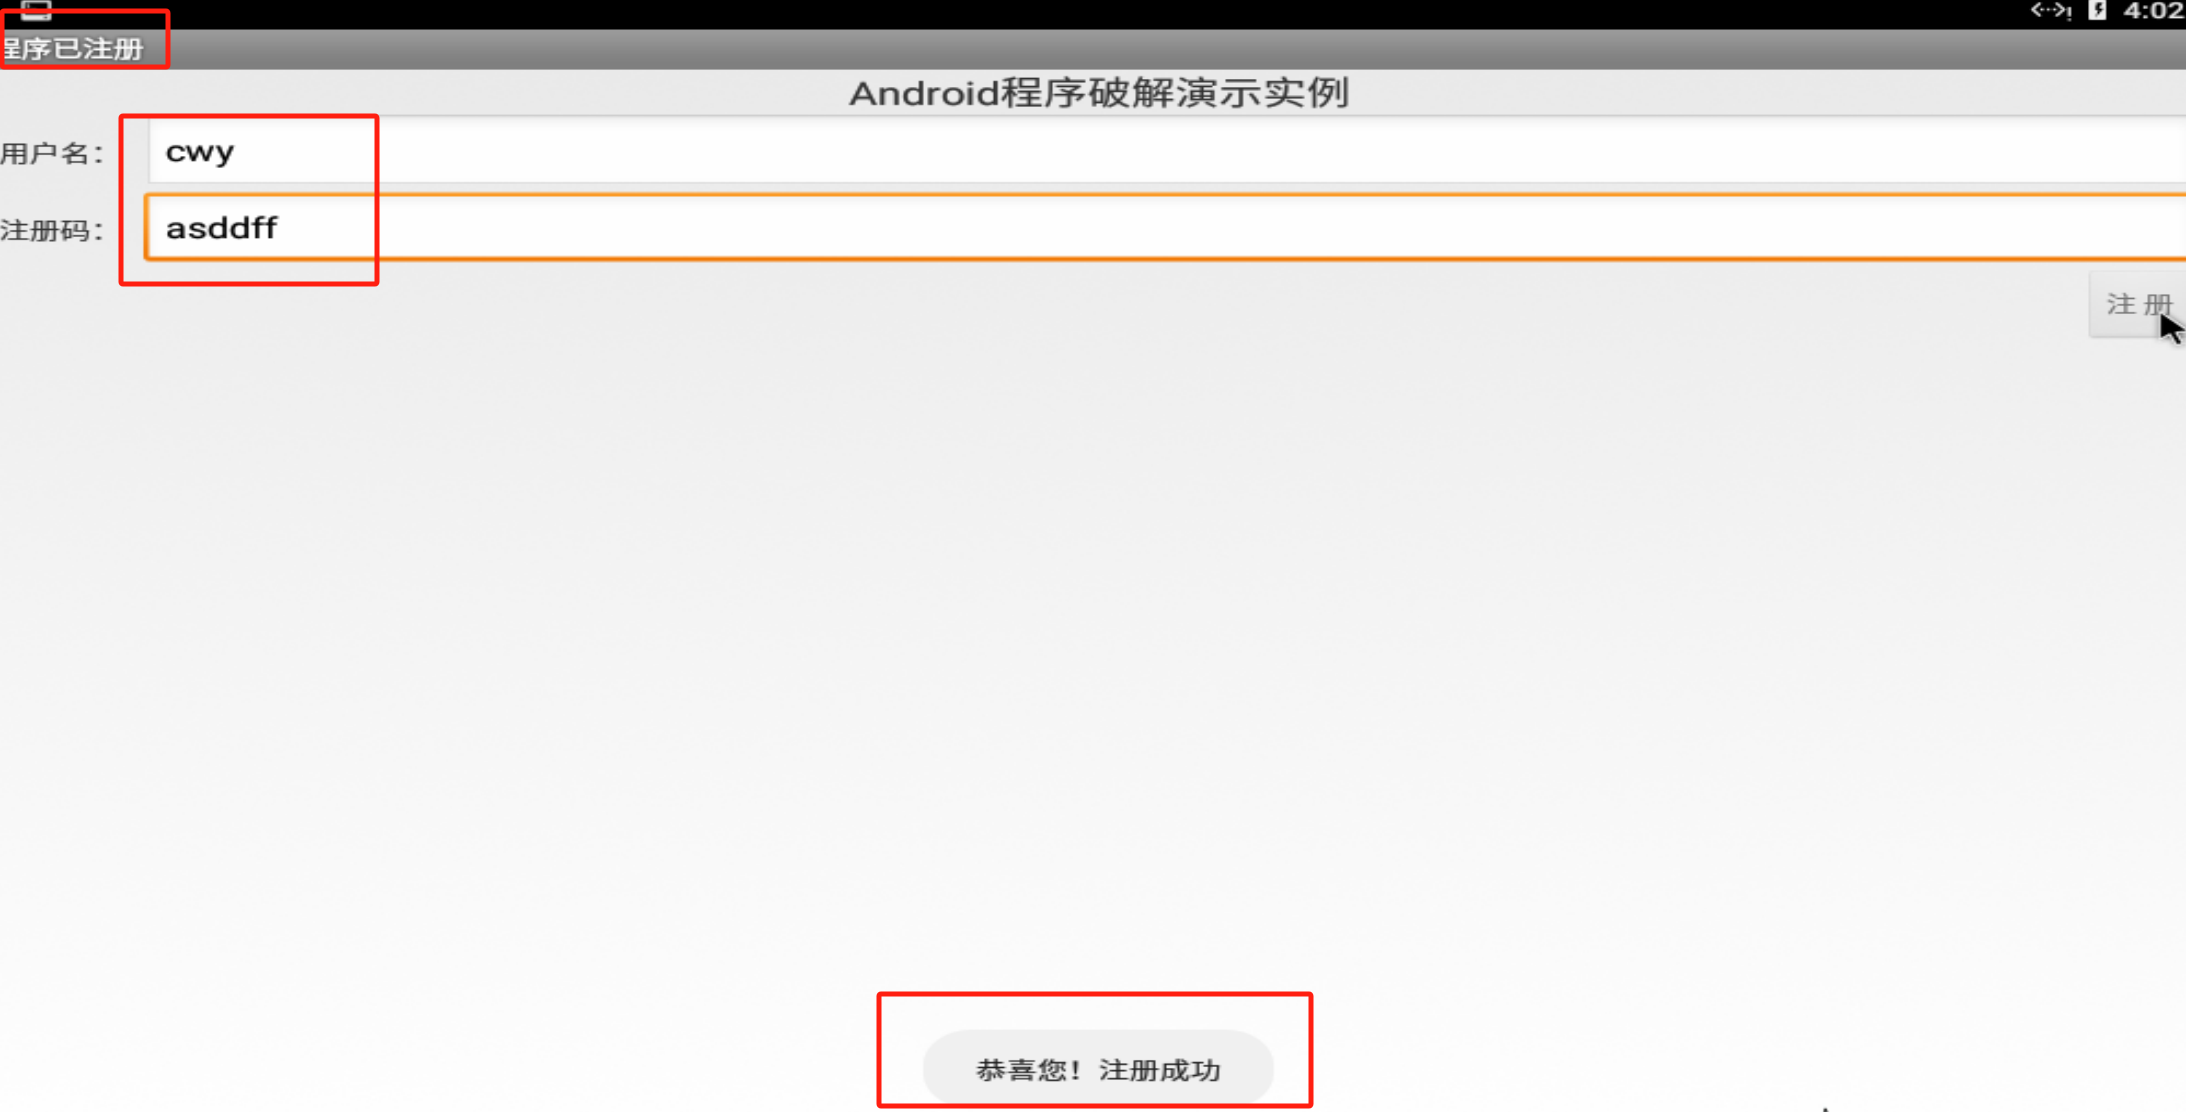 4:02
程序已注册
Android程序破解演示实例
用户名：
cwy
注册码：
asddff
注 册
恭喜您！注册成功